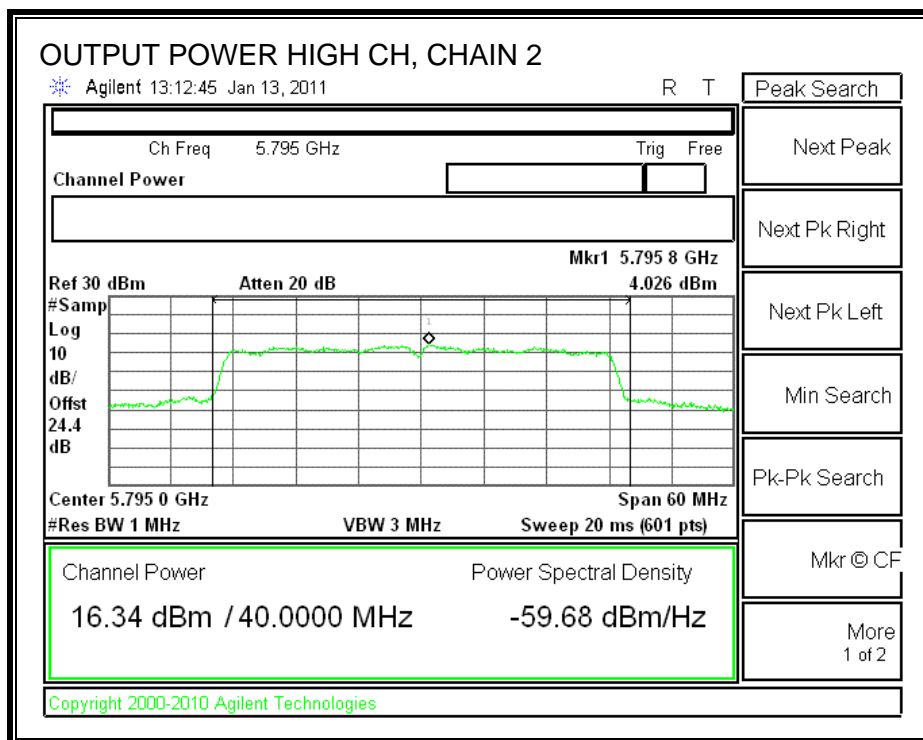 OUTPUT POWER HIGH CH, CHAIN 2
Agilent 13:12:45 Jan 13, 2011 R T
Peak Search
Ch Freq 5.795 GHz Trig Free
Channel Power
Next Peak
Next Pk Right
Mkr1 5.795 8 GHz
Ref 30 dBm Atten 20 dB 4.026 dBm
#Samp
Log
10
dB/
Offst
24.4
dB
1
Next Pk Left
Min Search
Pk-Pk Search
Center 5.795 0 GHz Span 60 MHz
#Res BW 1 MHz VBW 3 MHz Sweep 20 ms (601 pts)
Channel Power Power Spectral Density
16.34 dBm / 40.0000 MHz -59.68 dBm/Hz
Mkr © CF
More
1 of 2
Copyright 2000-2010 Agilent Technologies